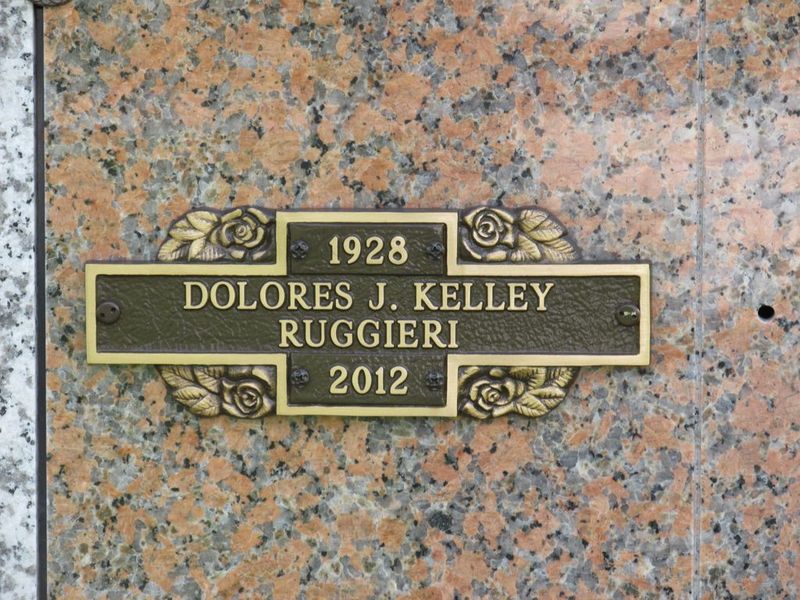 1928
DOLORES J. KELLEY
RUGGIERI
2012